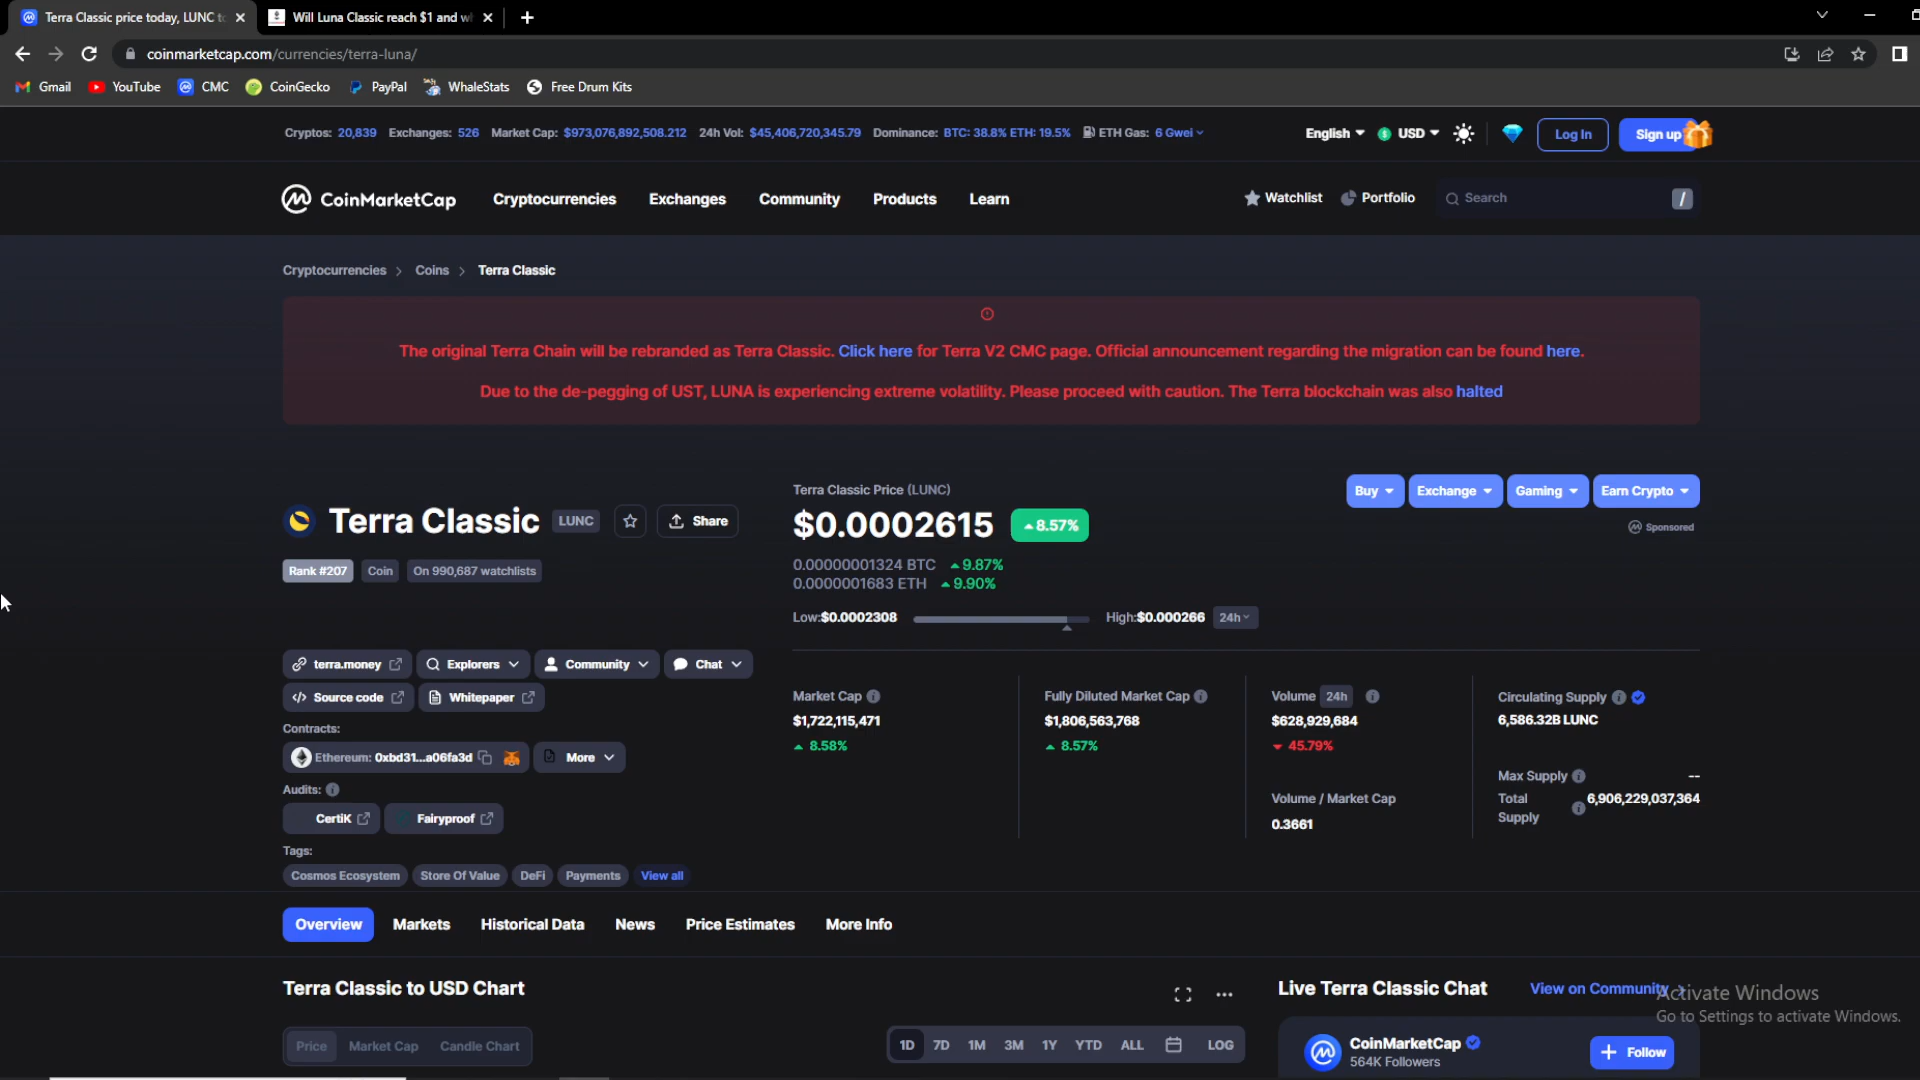 Terra Classic price today, LUNC to
Will Luna Classic reach $1 and w
coinmarketcap.com/currencies/terra-luna/
Gmail YouTube CMC CoinGecko PayPal WhaleStats Free Drum Kits
Cryptos: 20,839 Exchanges: 526 Market Cap: $973,076,892,508.212 24h Vol: $45,406,720,345.79 Dominance: BTC: 38.8% ETH: 19.5% ETH Gas: 6 Gwei
English USD Log In Sign up
CoinMarketCap Cryptocurrencies Exchanges Community Products Learn
Watchlist Portfolio Search /
Cryptocurrencies > Coins > Terra Classic
The original Terra Chain will be rebranded as Terra Classic. Click here for Terra V2 CMC page. Official announcement regarding the migration can be found here.
Due to the de-pegging of UST, LUNA is experiencing extreme volatility. Please proceed with caution. The Terra blockchain was also halted
Terra Classic LUNC Share
Rank #207 Coin On 990,687 watchlists
terra.money Explorers Community Chat
Source code Whitepaper
Contracts:
Ethereum: 0xbd31...a06fa3d More
Audits:
CertiK Fairyproof
Tags:
Cosmos Ecosystem Store Of Value DeFi Payments View all
Terra Classic Price (LUNC)
$0.0002615 8.57%
0.00000001324 BTC 9.87%
0.0000001683 ETH 9.90%
Low:$0.0002308 High:$0.000266 24h
Buy Exchange Gaming Earn Crypto
Sponsored
Market Cap
$1,722,115,471
8.58%
Fully Diluted Market Cap
$1,806,563,768
8.57%
Volume 24h
$628,929,684
45.79%
Volume / Market Cap
0.3661
Circulating Supply
6,586.32B LUNC
Max Supply --
Total Supply 6,906,229,037,364
Overview Markets Historical Data News Price Estimates More Info
Terra Classic to USD Chart
Price Market Cap Candle Chart
1D 7D 1M 3M 1Y YTD ALL LOG
Live Terra Classic Chat View on Community
CoinMarketCap
564K Followers
+ Follow
Activate Windows
Go to Settings to activate Windows.